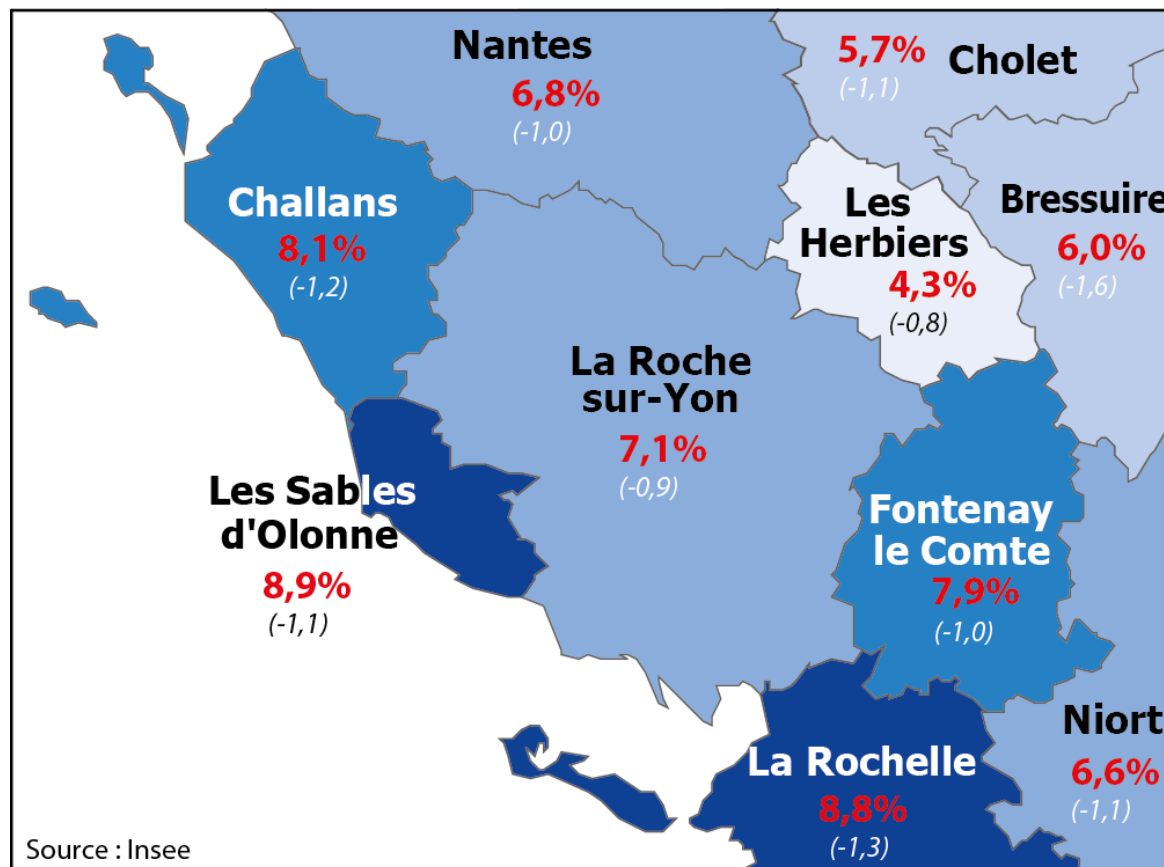 Nantes
6,8%
(-1,0)
5,7%
(-1,1)
Cholet
Challans
8,1%
(-1,2)
Les
Herbiers
4,3%
(-0,8)
Bressuire
6,0%
(-1,6)
La Roche
sur-Yon
7,1%
(-0,9)
Les Sables
d'Olonne
8,9%
(-1,1)
Fontenay
le Comte
7,9%
(-1,0)
La Rochelle
8,8%
(-1,3)
Niort
6,6%
(-1,1)
Source : Insee